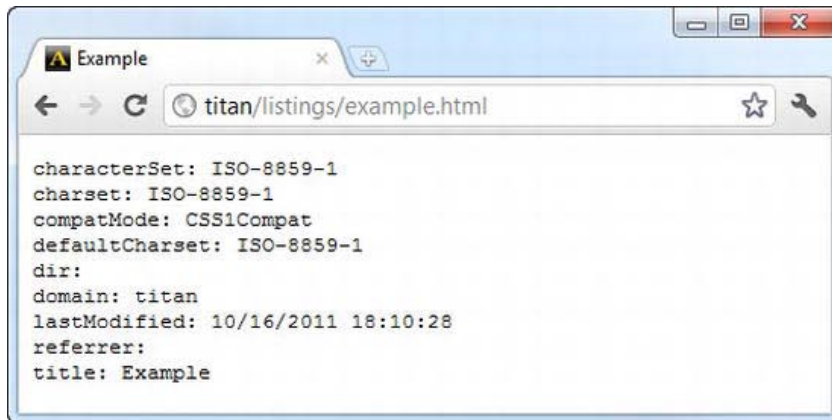 Example
titan/listings/example.html
characterSet: ISO-8859-1
charset: ISO-8859-1
compatMode: CSS1Compat
defaultCharset: ISO-8859-1
dir:
domain: titan
lastModified: 10/16/2011 18:10:28
referrer:
title: Example